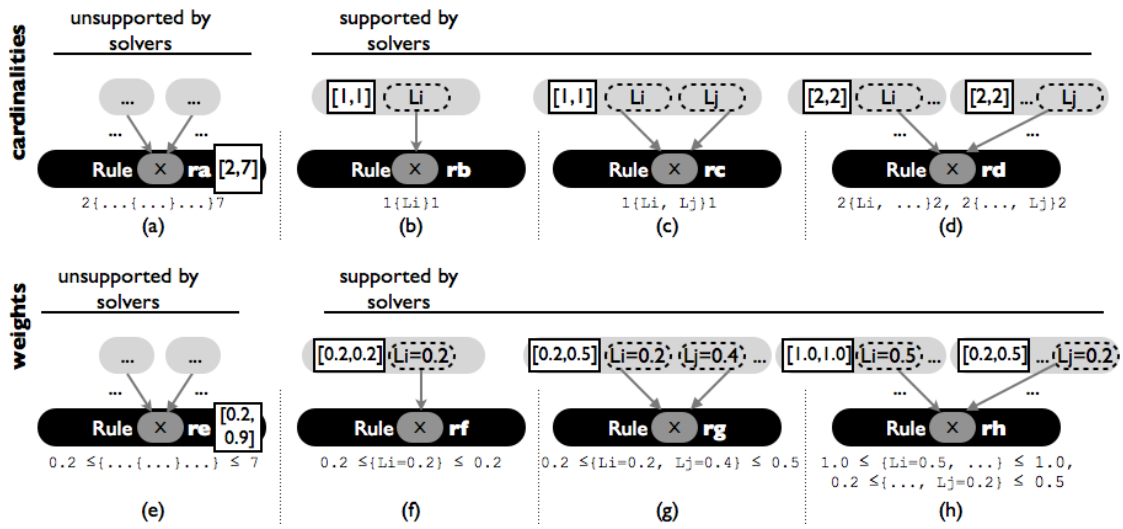 cardinalities
unsupported by
solvers
supported by
solvers
... ...
... ...
Rule X ra [2,7]
2{...{...}...}7
(a)
[1,1] Li
Rule X rb
1{Li}1
(b)
[1,1] Li Lj
Rule X rc
1{Li, Lj}1
(c)
[2,2] Li ... [2,2] ... Lj
... ...
Rule X rd
2{Li, ...}2, 2{..., Lj}2
(d)
weights
unsupported by
solvers
supported by
solvers
... ...
... ...
Rule X re [0.2,
0.9]
0.2 ≤{...{...}...} ≤ 7
(e)
[0.2,0.2] Li=0.2
Rule X rf
0.2 ≤{Li=0.2} ≤ 0.2
(f)
[0.2,0.5] Li=0.2 Lj=0.4 ...
Rule X rg
0.2 ≤{Li=0.2, Lj=0.4} ≤ 0.5
(g)
[1.0,1.0] Li=0.5 ... [0.2,0.5] ... Lj=0.2
... ...
Rule X rh
1.0 ≤ {Li=0.5, ...} ≤ 1.0,
0.2 ≤{..., Lj=0.2} ≤ 0.5
(h)